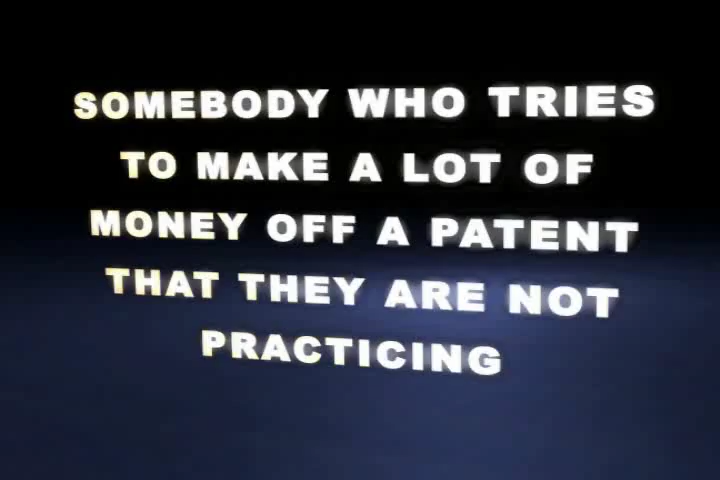 SOMEBODY WHO TRIES
TO MAKE A LOT OF
MONEY OFF A PATENT
THAT THEY ARE NOT
PRACTICING